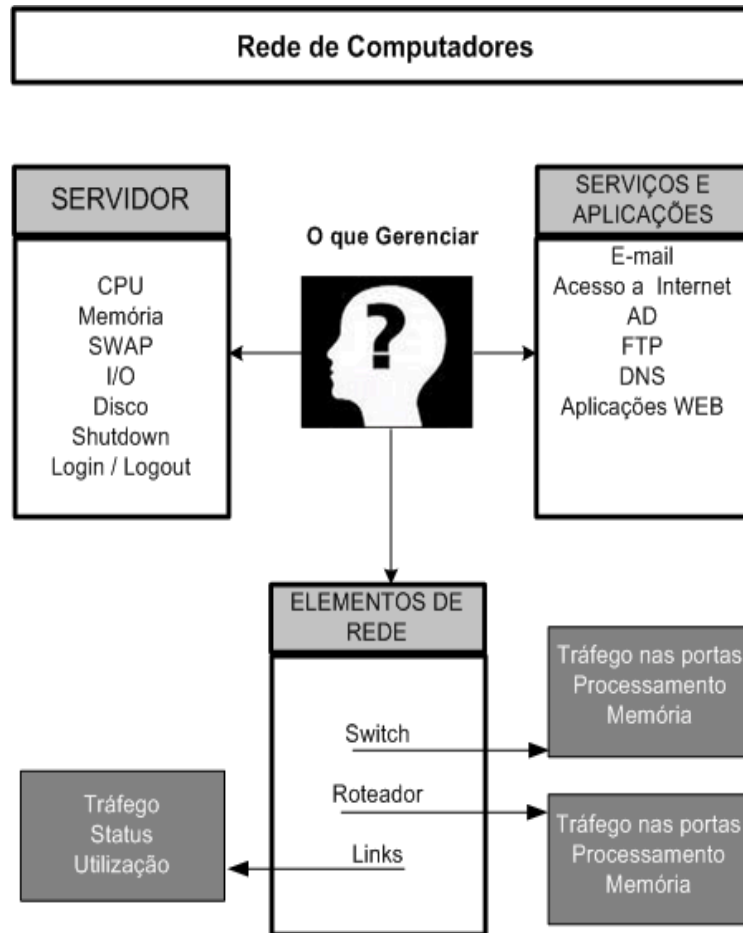 Rede de Computadores
SERVIDOR
CPU
Memória
SWAP
I/O
Disco
Shutdown
Login / Logout
O que Gerenciar
?
SERVIÇOS E
APLICAÇÕES
E-mail
Acesso a Internet
AD
FTP
DNS
Aplicações WEB
ELEMENTOS DE
REDE
Switch
Roteador
Links
Tráfego nas portas
Processamento
Memória
Tráfego nas portas
Processamento
Memória
Tráfego
Status
Utilização